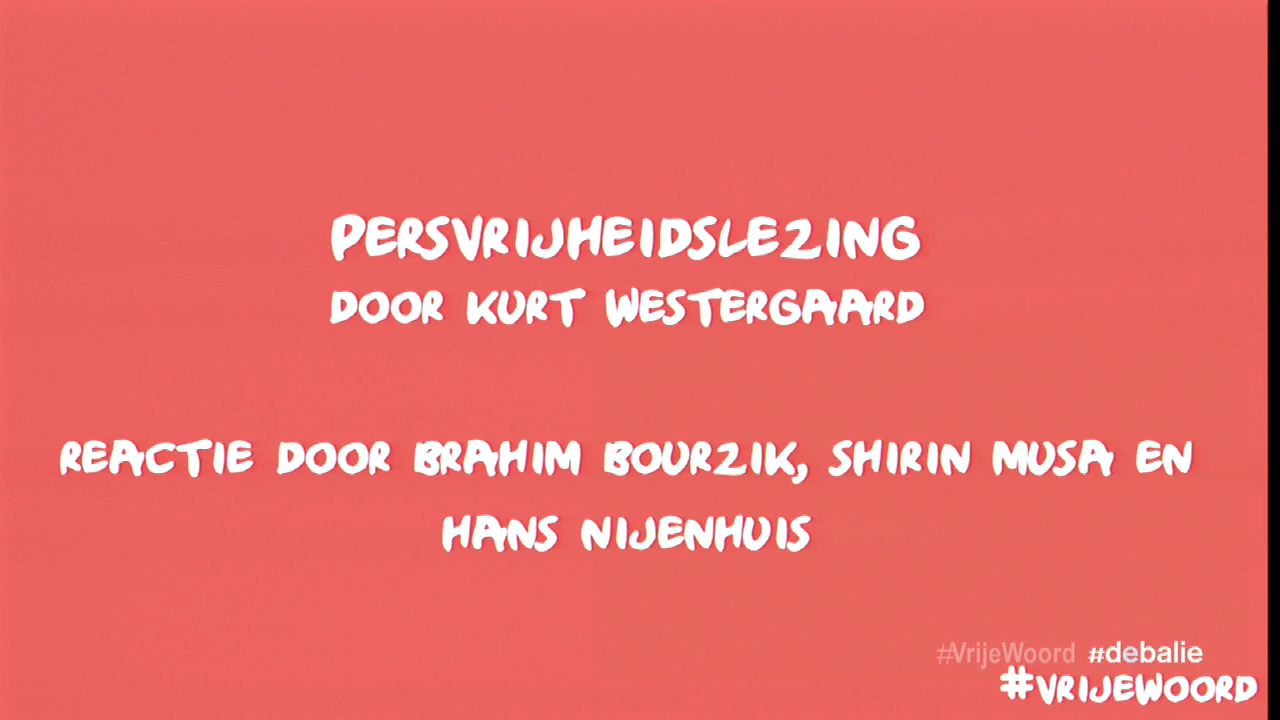 PERSVRIJHEIDSLEZING
DOOR KURT WESTERGAARD
REACTIE DOOR BRAHIM BOURZIK, SHIRIN MUSA EN
HANS NIJENHUIS
#VrijeWoord #debalie
#VRIJEWOORD